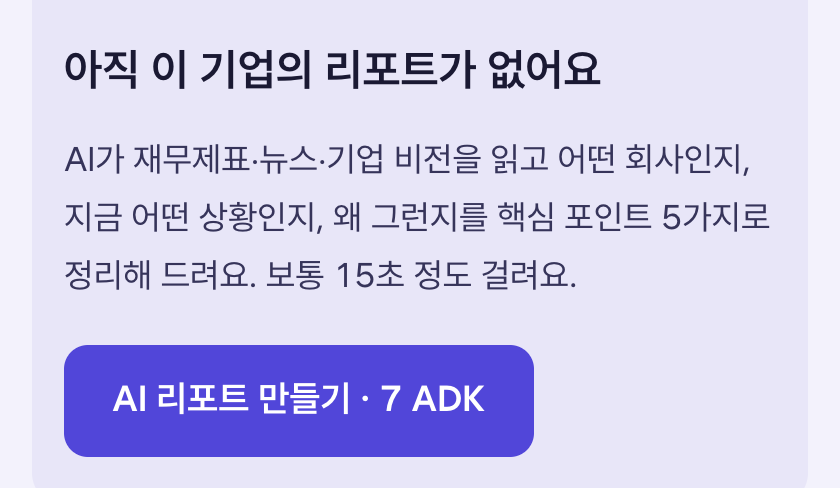 아직 이 기업의 리포트가 없어요
AI가 재무제표·뉴스·기업 비전을 읽고 어떤 회사인지,
지금 어떤 상황인지, 왜 그런지를 핵심 포인트 5가지로
정리해 드려요. 보통 15초 정도 걸려요.
AI 리포트 만들기 · 7 ADK